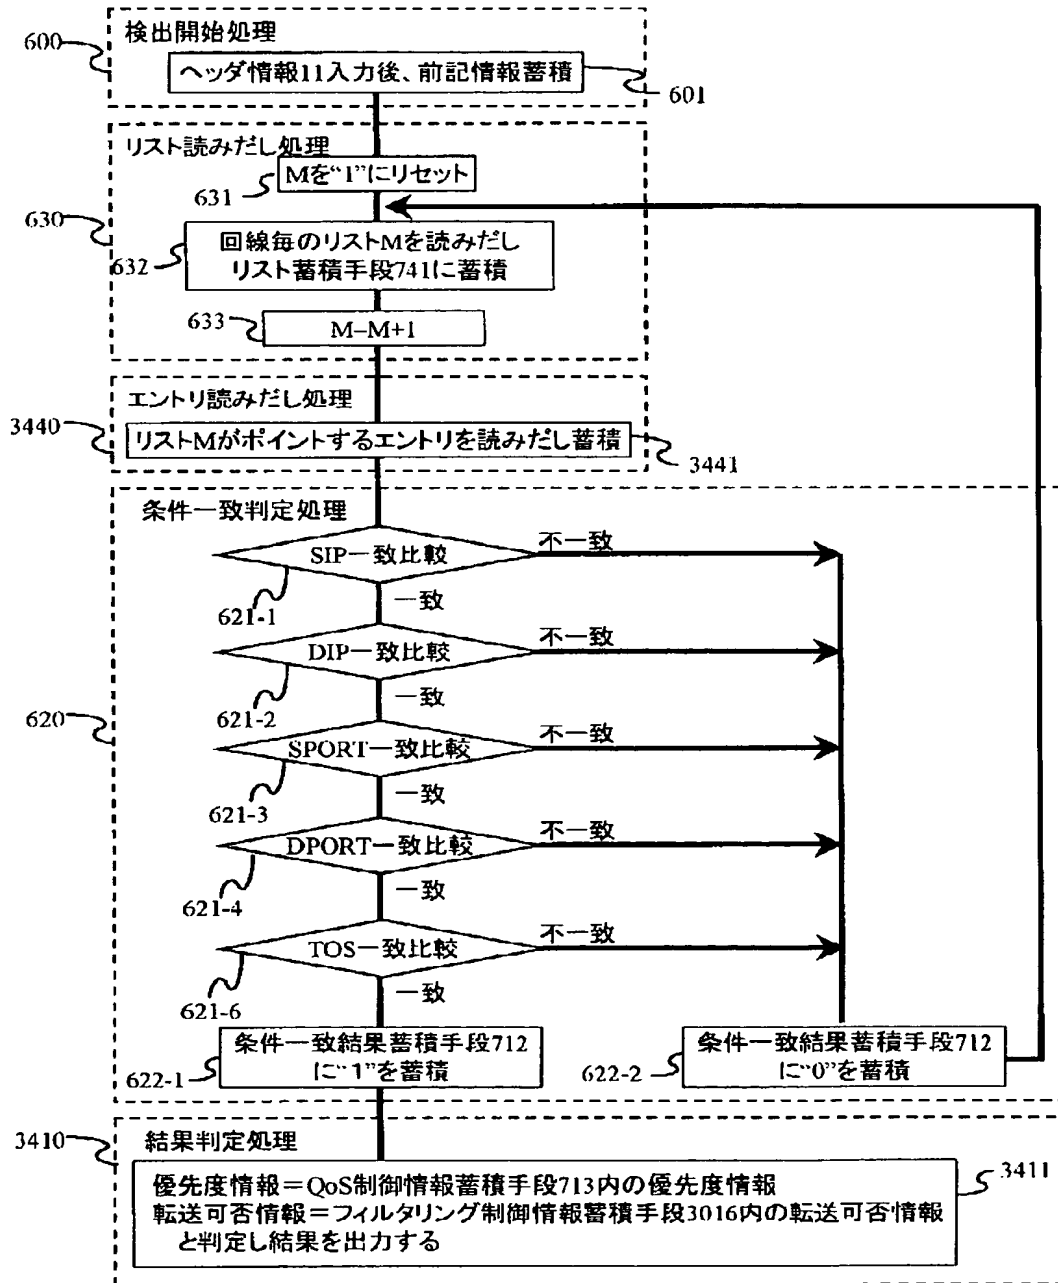 検出開始処理
600
ヘッダ情報11入力後、前記情報蓄積
601
リスト読みだし処理
Mを“1”にリセット
631
630
回線毎のリストMを読みだし
リスト蓄積手段741に蓄積
632
633
M–M+1
エントリ読みだし処理
3440
リストMがポイントするエントリを読みだし蓄積
3441
条件一致判定処理
SIP一致比較
不一致
一致
621-1
DIP一致比較
不一致
一致
621-2
620
SPORT一致比較
不一致
一致
621-3
DPORT一致比較
不一致
一致
621-4
TOS一致比較
不一致
一致
621-6
条件一致結果蓄積手段712
に“1”を蓄積
622-1
条件一致結果蓄積手段712
に“0”を蓄積
622-2
3410
結果判定処理
優先度情報＝QoS制御情報蓄積手段713内の優先度情報
転送可否情報＝フィルタリング制御情報蓄積手段3016内の転送可否情報
と判定し結果を出力する
3411